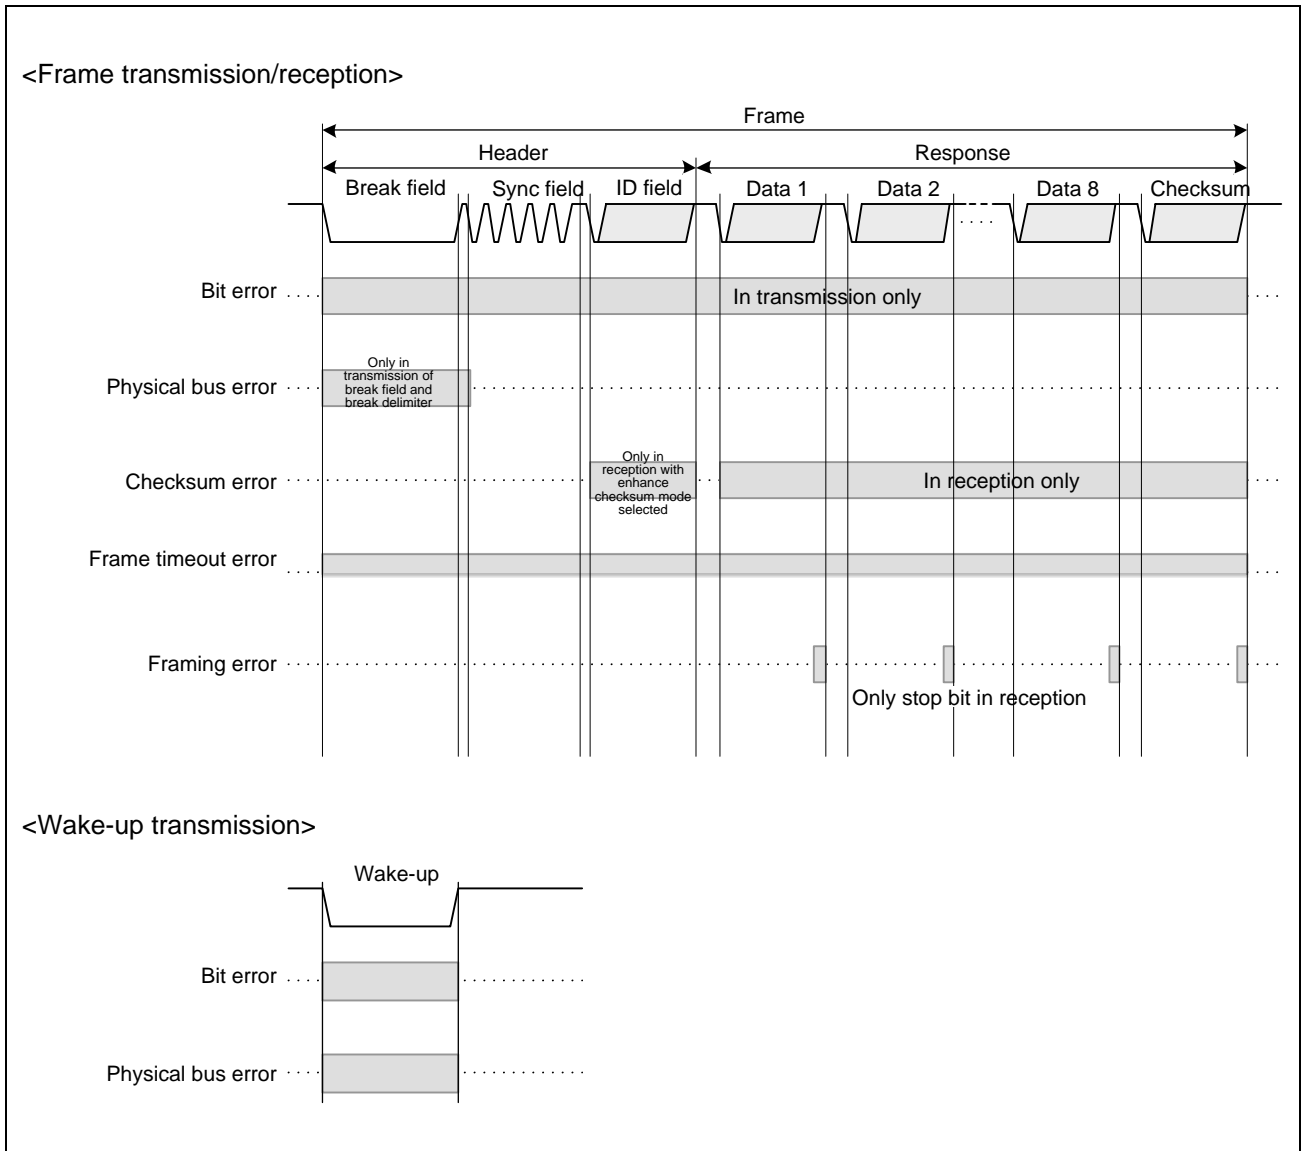 <Frame transmission/reception>
Frame
Header
Response
Break field
Sync field
ID field
Data 1
Data 2
Data 8
Checksum
Bit error
In transmission only
Physical bus error
Only in
transmission of
break field and
break delimiter
Checksum error
Only in
reception with
enhance
checksum mode
selected
In reception only
Frame timeout error
Framing error
Only stop bit in reception
<Wake-up transmission>
Wake-up
Bit error
Physical bus error